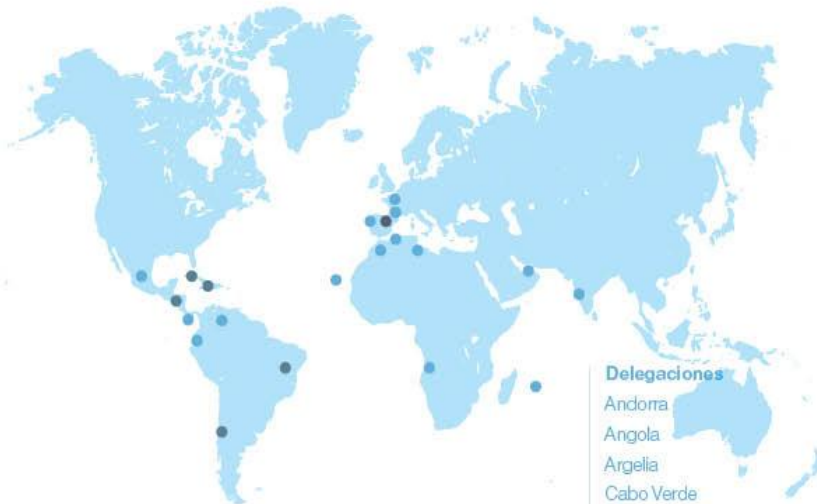 Delegaciones
Andorra
Angola
Argelia
Cabo Verde